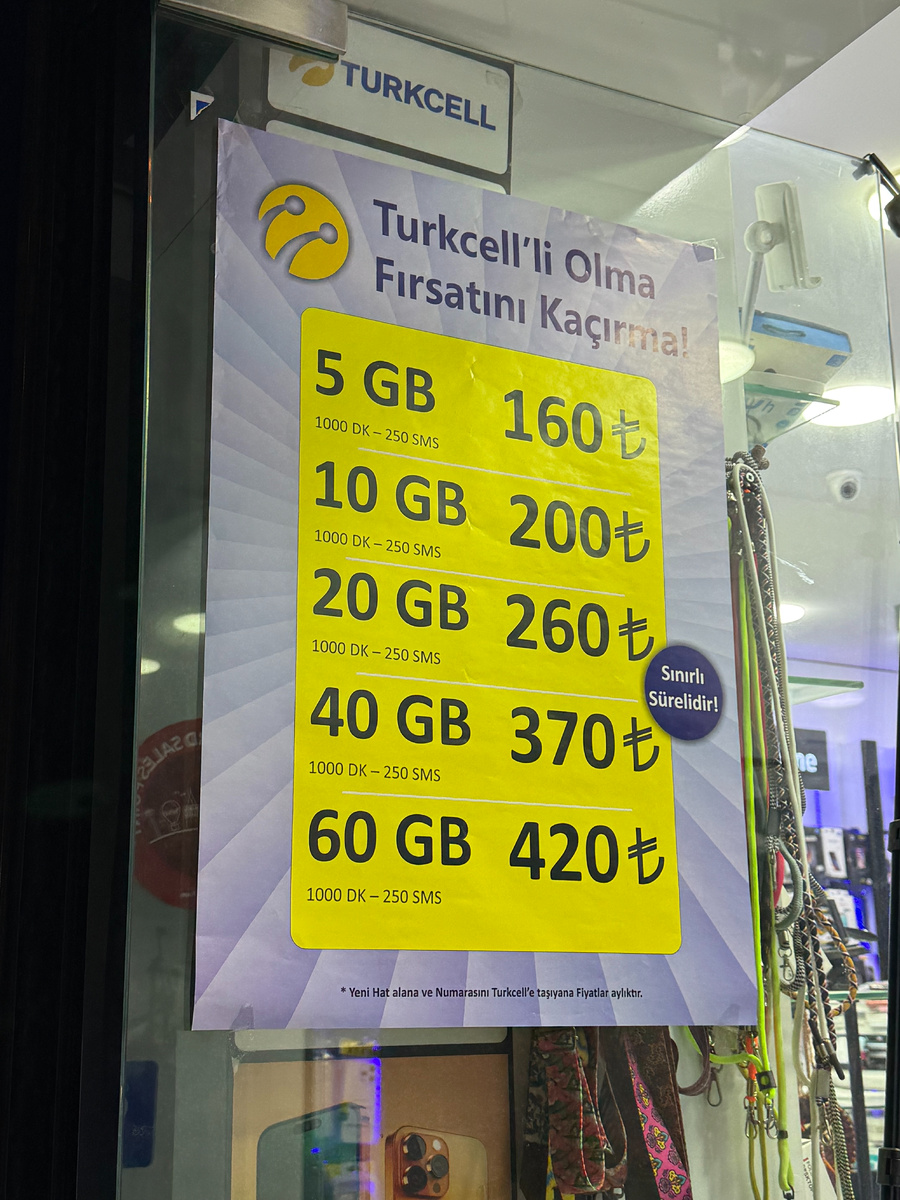 TURKCELL
Turkcell'li Olma
Fırsatını Kaçırma!
5 GB 160₺
1000 DK – 250 SMS
10 GB 200₺
1000 DK – 250 SMS
20 GB 260₺
1000 DK – 250 SMS
Sınırlı
Sürelidir!
40 GB 370₺
1000 DK – 250 SMS
60 GB 420₺
1000 DK – 250 SMS
* Yeni Hat alana ve Numarasını Turkcell'e taşıyana Fiyatlar aylıktır.